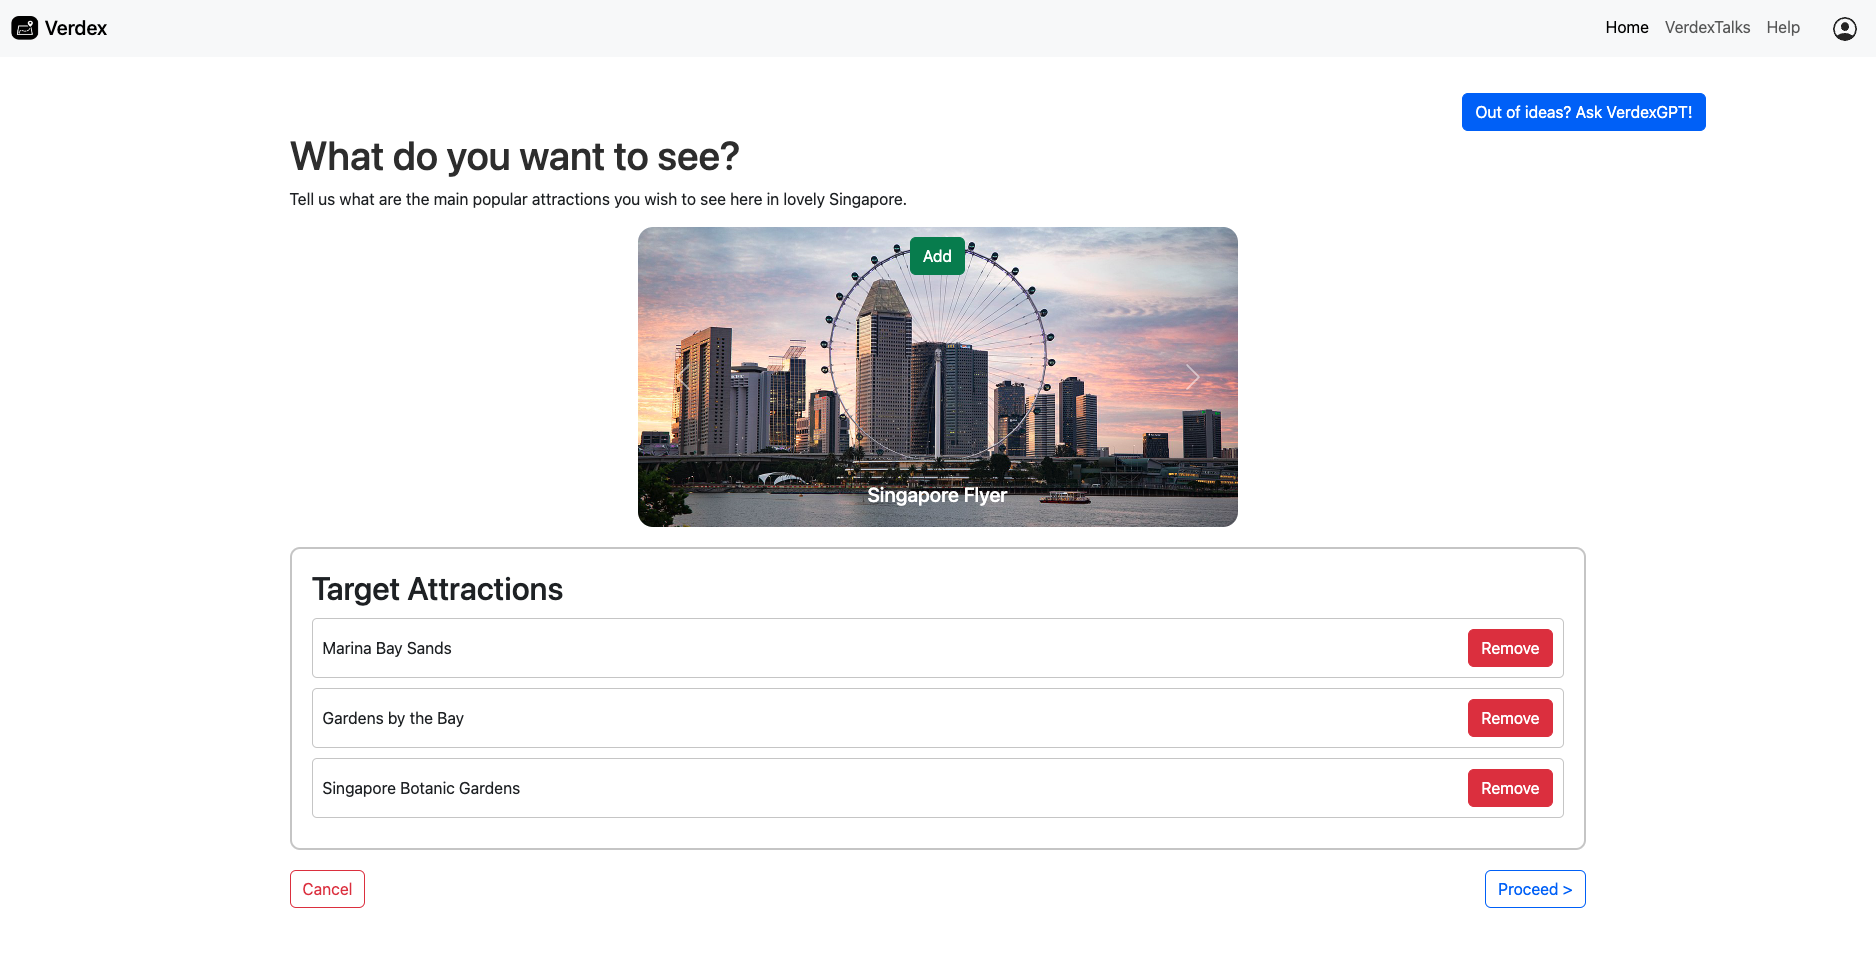 Verdex
Home VerdexTalks Help
Out of ideas? Ask VerdexGPT!
What do you want to see?
Tell us what are the main popular attractions you wish to see here in lovely Singapore.
Add
Singapore Flyer
Target Attractions
Marina Bay Sands Remove
Gardens by the Bay Remove
Singapore Botanic Gardens Remove
Cancel Proceed >